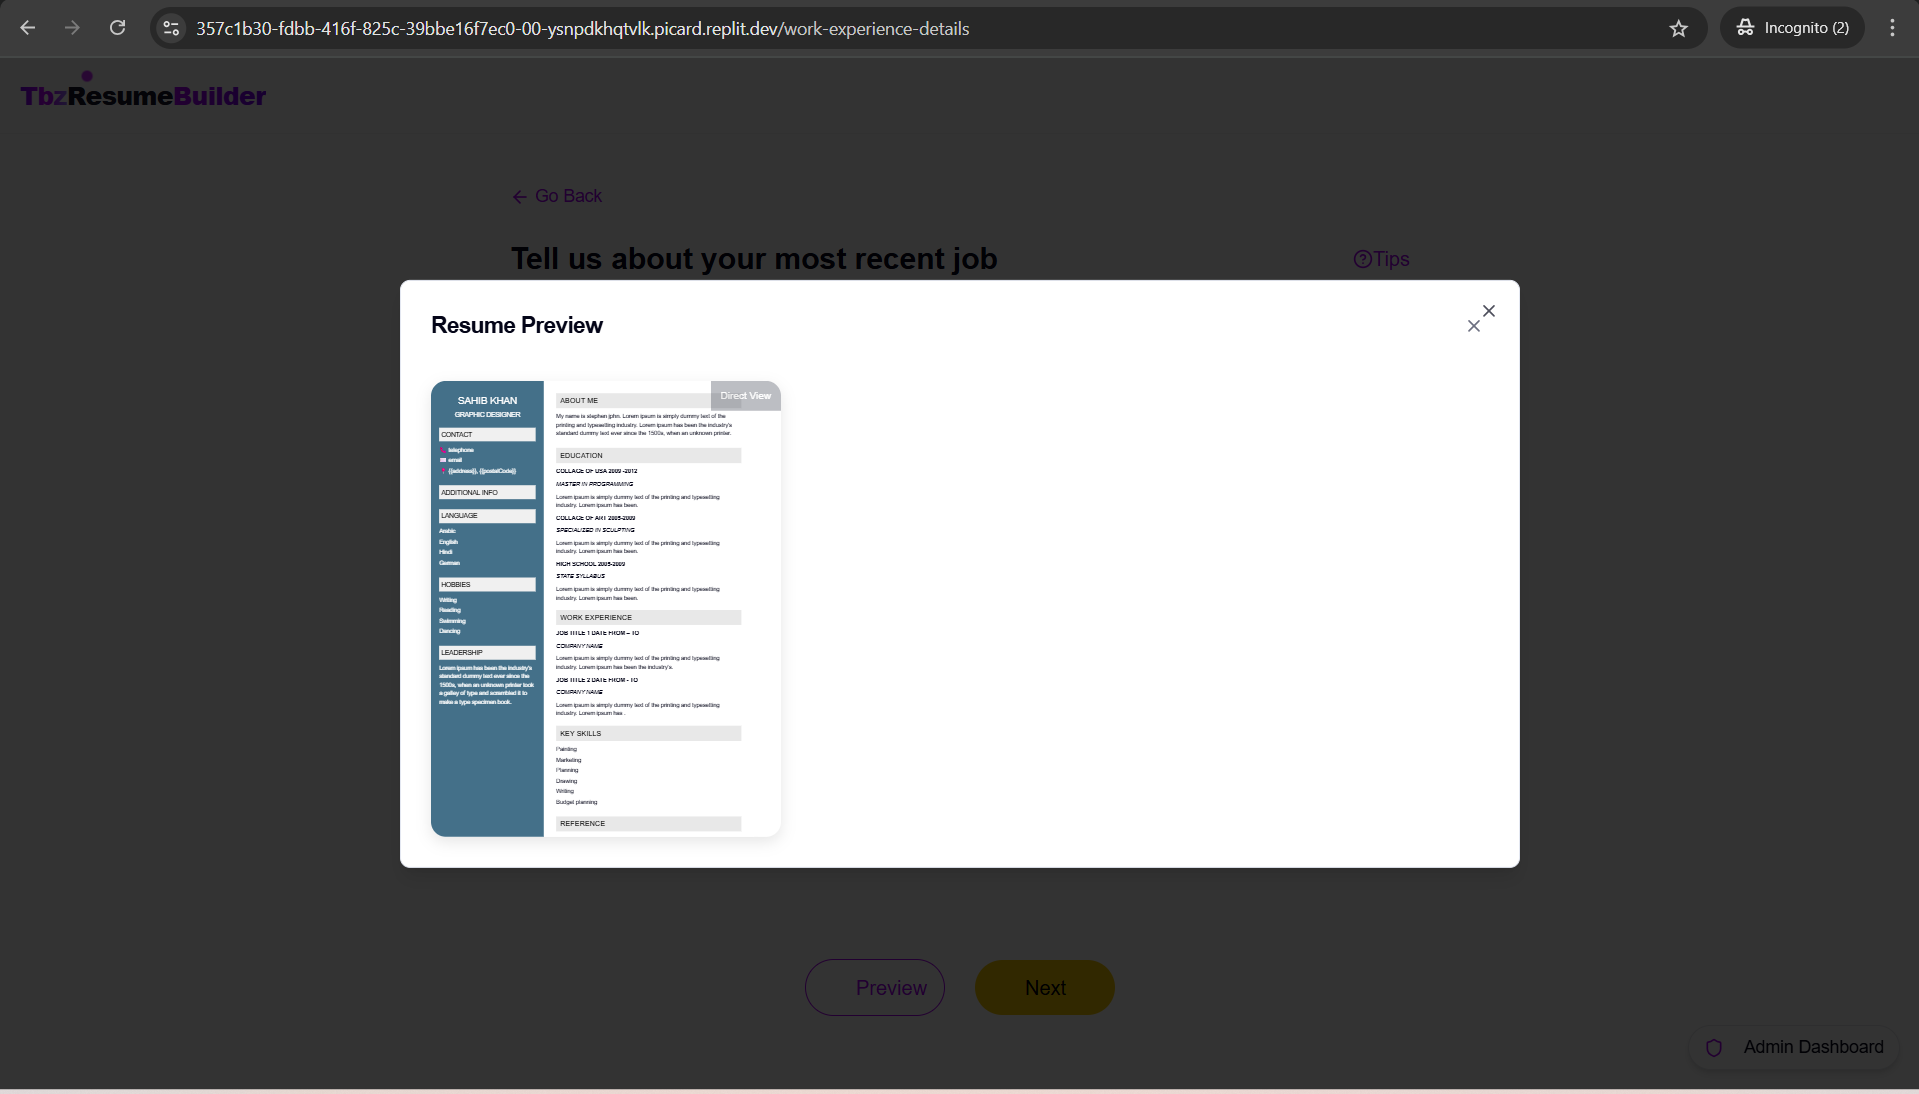 357c1b30-fdbb-416f-825c-39bbe16f7ec0-00-ysnpdkhqtvlk.picard.replit.dev/work-experience-details
Incognito (2)
TbzResumeBuilder
Go Back
Tell us about your most recent job
Tips
Resume Preview
SAHIB KHAN
GRAPHIC DESIGNER
CONTACT
telephone
email
{{address}}, {{postalCode}}
ADDITIONAL INFO
LANGUAGE
Arabic
English
Hindi
German
HOBBIES
Writing
Reading
Swimming
Dancing
LEADERSHIP
Lorem ipsum has been the industry's
standard dummy text ever since the
1500s, when an unknown printer took
a galley of type and scrambled it to
make a type specimen book.
Direct View
ABOUT ME
My name is stephen john. Lorem ipsum is simply dummy text of the
printing and typesetting industry. Lorem ipsum has been the industry's
standard dummy text ever since the 1500s, when an unknown printer.
EDUCATION
COLLAGE OF USA 2009 -2012
MASTER IN PROGRAMMING
Lorem ipsum is simply dummy text of the printing and typesetting
industry. Lorem ipsum has been.
COLLAGE OF ART 2005-2009
SPECIALIZED IN SCULPTING
Lorem ipsum is simply dummy text of the printing and typesetting
industry. Lorem ipsum has been.
HIGH SCHOOL 2005-2009
STATE SYLLABUS
Lorem ipsum is simply dummy text of the printing and typesetting
industry. Lorem ipsum has been.
WORK EXPERIENCE
JOB TITLE 1 DATE FROM – TO
COMPANY NAME
Lorem ipsum is simply dummy text of the printing and typesetting
industry. Lorem ipsum has been the industry's.
JOB TITLE 2 DATE FROM - TO
COMPANY NAME
Lorem ipsum is simply dummy text of the printing and typesetting
industry. Lorem ipsum has .
KEY SKILLS
Painting
Marketing
Planning
Drawing
Writing
Budget planning
REFERENCE
Preview
Next
Admin Dashboard